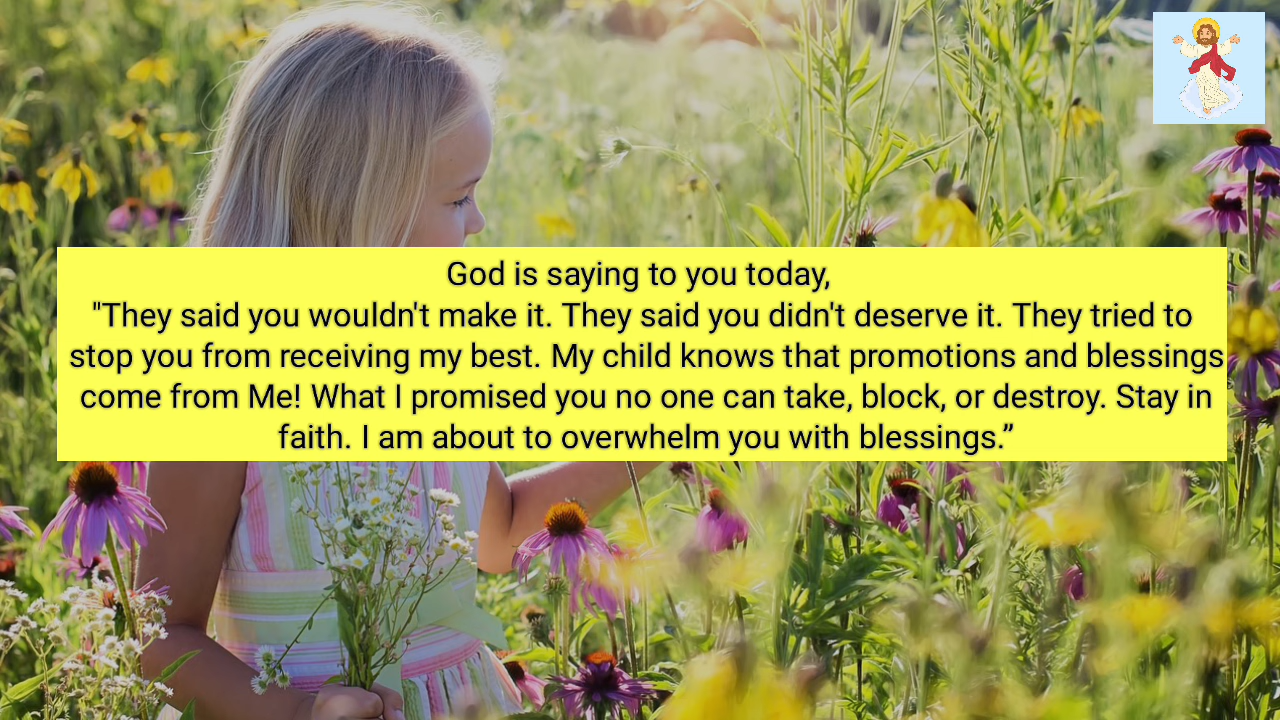 God is saying to you today,
"They said you wouldn't make it. They said you didn't deserve it. They tried to
stop you from receiving my best. My child knows that promotions and blessings
come from Me! What I promised you no one can take, block, or destroy. Stay in
faith. I am about to overwhelm you with blessings.”